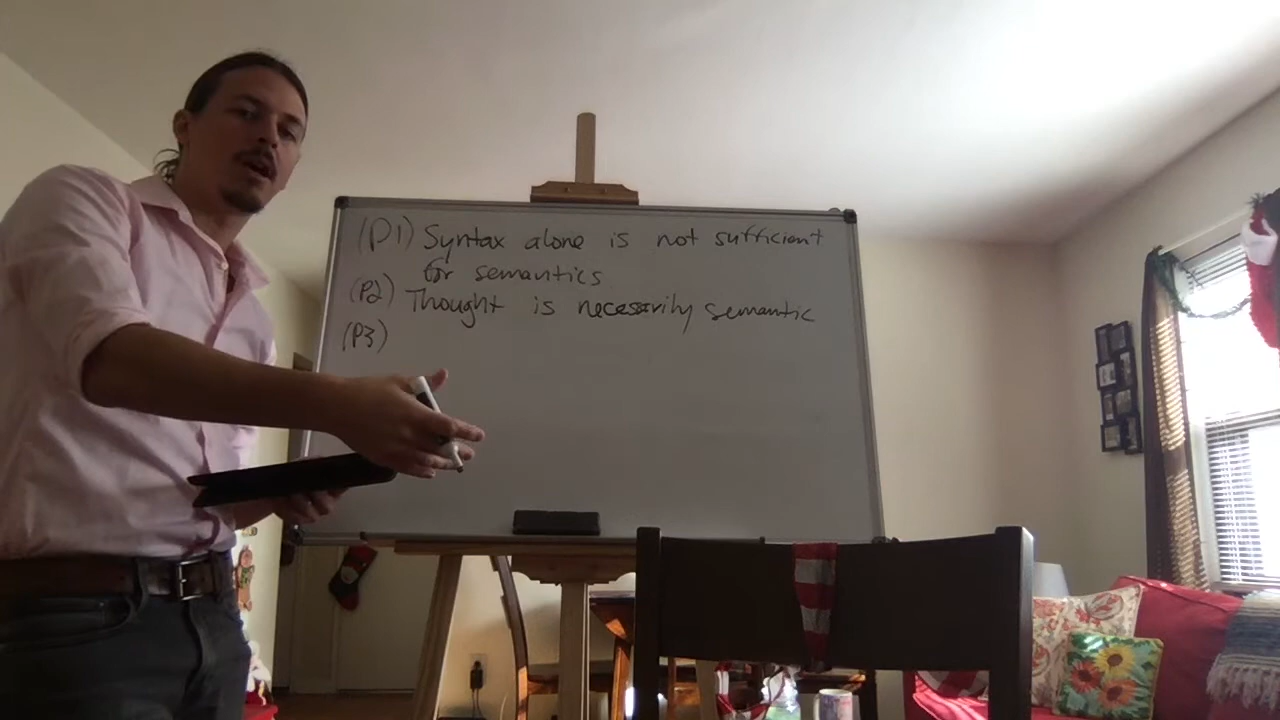 (P1) Syntax alone is not sufficient
for semantics
(P2) Thought is necessarily semantic
(P3)